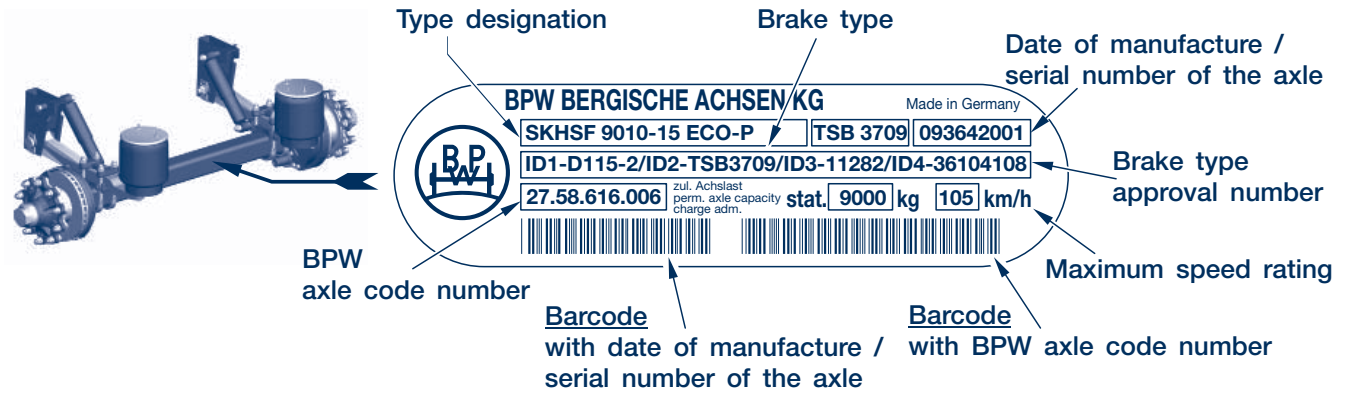 Type designation
Brake type
Date of manufacture /
serial number of the axle
BPW BERGISCHE ACHSEN KG
Made in Germany
SKHSF 9010-15 ECO-P TSB 3709 093642001
BPW
ID1-D115-2/ID2-TSB3709/ID3-11282/ID4-36104108
Brake type
approval number
27.58.616.006
zul. Achslast
perm. axle capacity
charge adm.
stat. 9000 kg 105 km/h
BPW
axle code number
Maximum speed rating
Barcode
with date of manufacture /
serial number of the axle
Barcode
with BPW axle code number